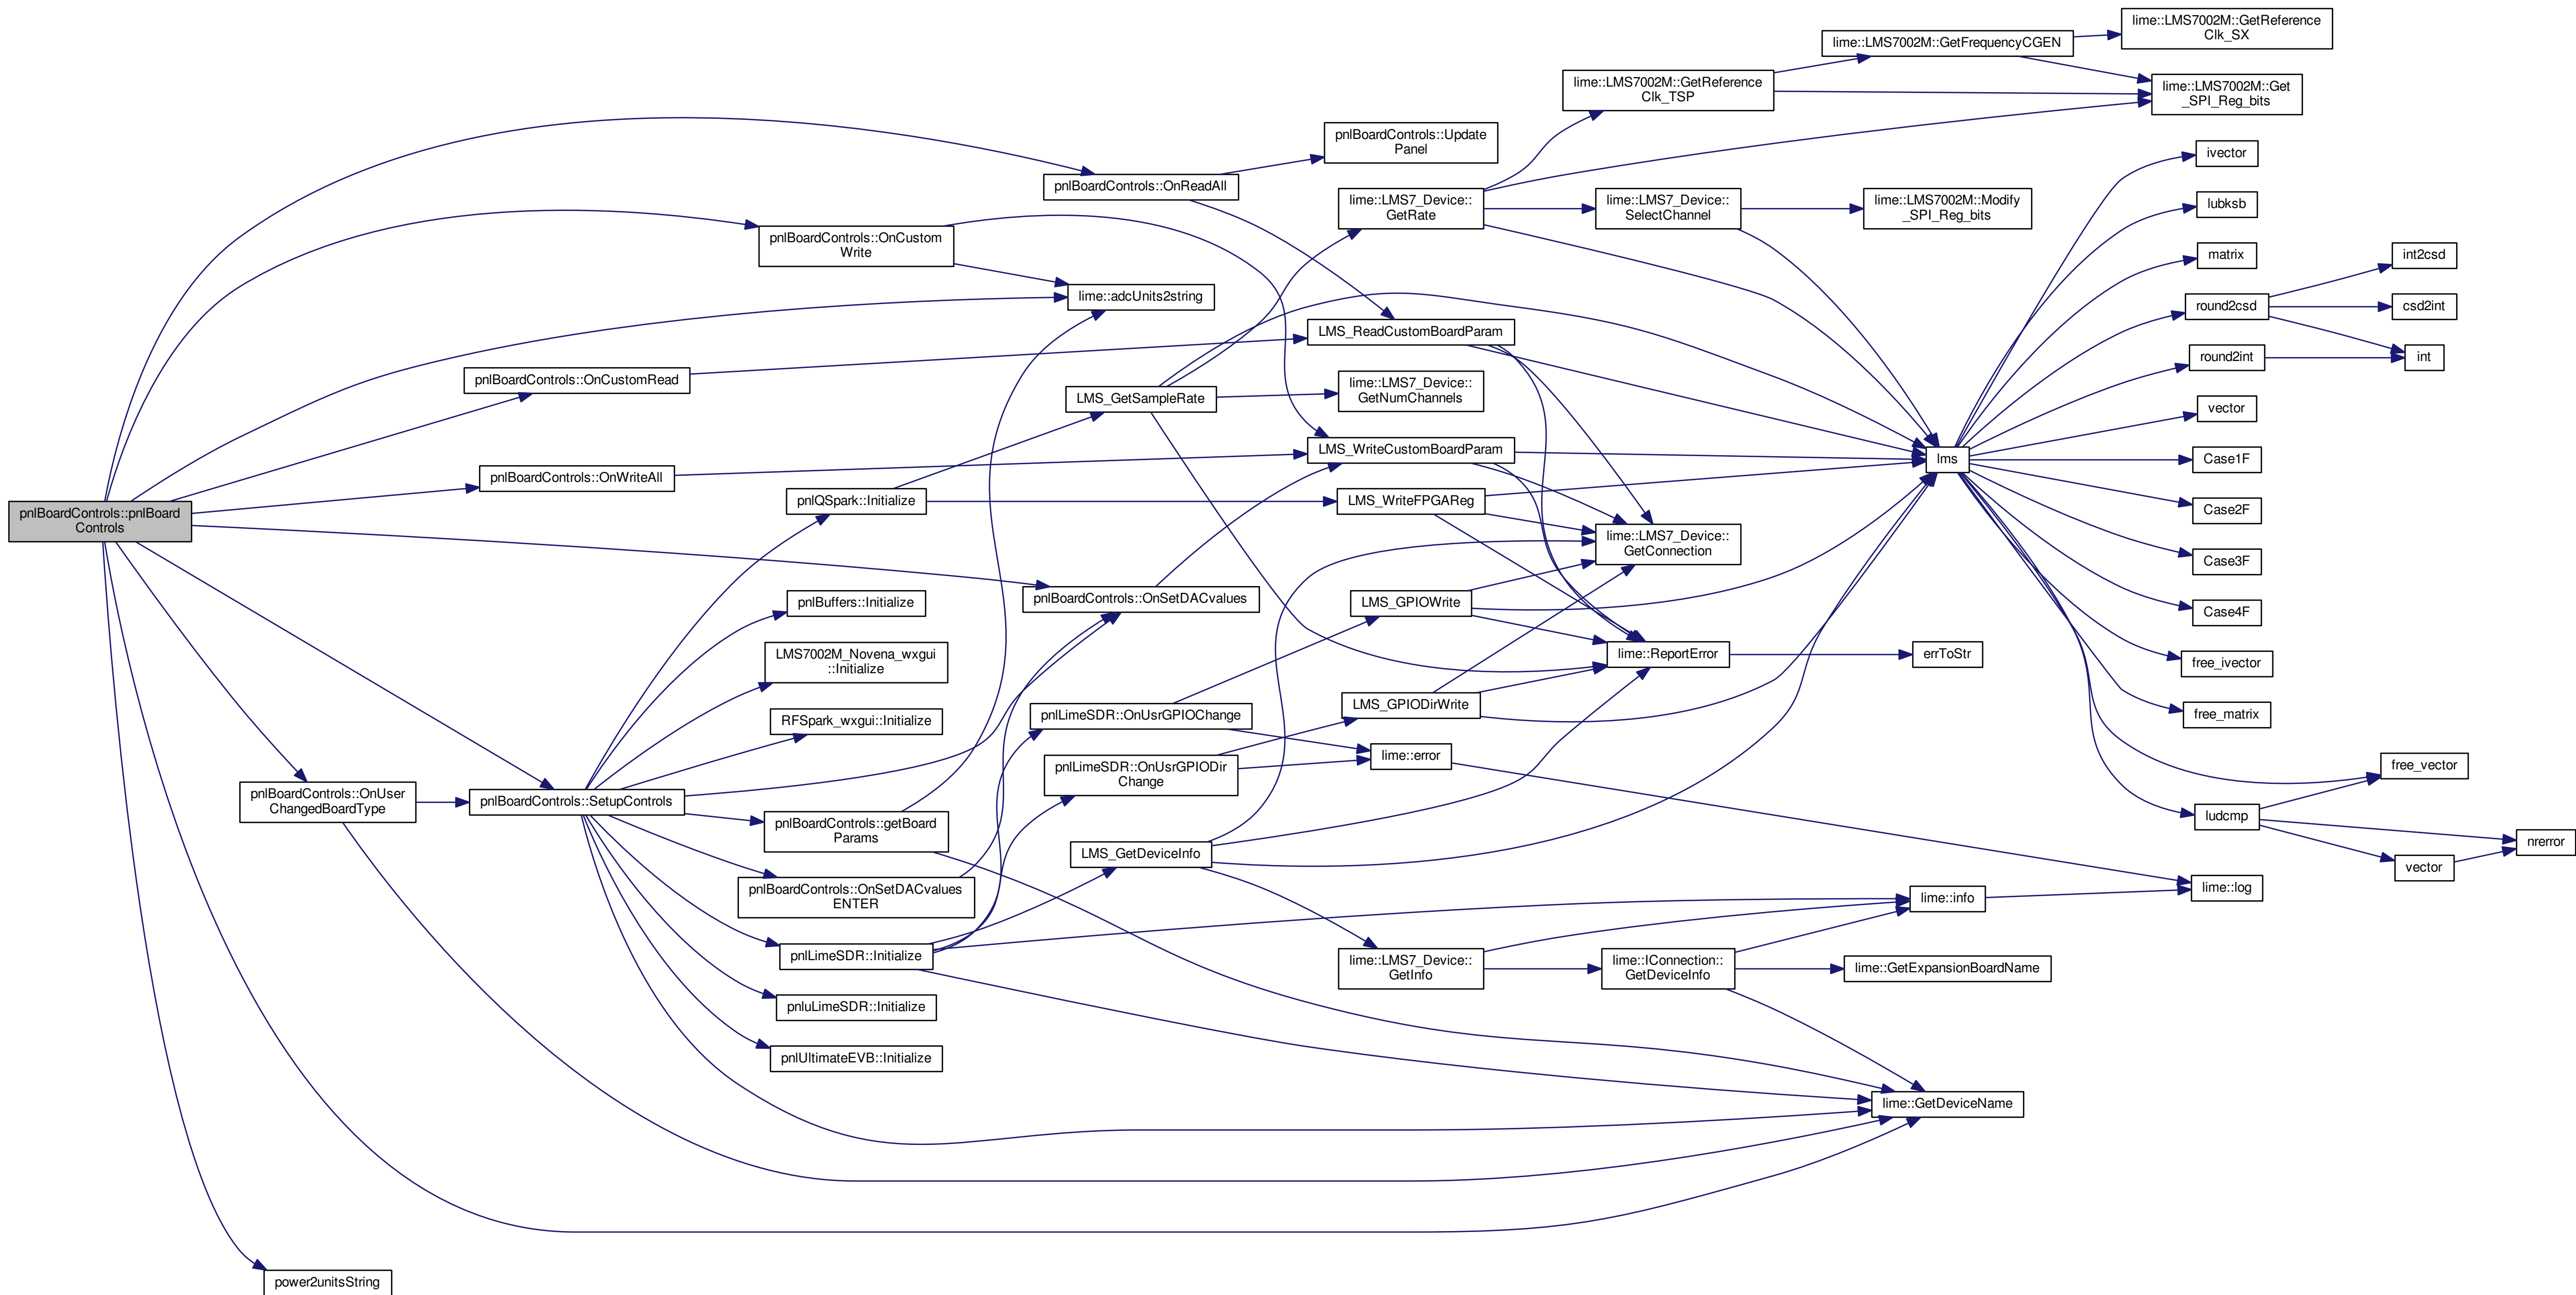 pnlBoardControls::pnlBoard
Controls
pnlBoardControls::OnReadAll
pnlBoardControls::OnCustom
Write
lime::adcUnits2string
pnlBoardControls::OnCustomRead
pnlBoardControls::OnWriteAll
pnlBoardControls::OnSetDACvalues
pnlBoardControls::OnUser
ChangedBoardType
pnlBoardControls::SetupControls
power2unitsString
pnlQSpark::Initialize
pnlBuffers::Initialize
LMS7002M_Novena_wxgui
::Initialize
RFSpark_wxgui::Initialize
pnlBoardControls::getBoard
Params
pnlBoardControls::OnSetDACvalues
ENTER
pnlLimeSDR::Initialize
pnluLimeSDR::Initialize
pnlUltimateEVB::Initialize
LMS_GetSampleRate
pnlLimeSDR::OnUsrGPIOChange
pnlLimeSDR::OnUsrGPIODir
Change
LMS_GetDeviceInfo
pnlBoardControls::Update
Panel
lime::LMS7_Device::
GetRate
LMS_ReadCustomBoardParam
lime::LMS7_Device::
GetNumChannels
LMS_WriteCustomBoardParam
LMS_WriteFPGAReg
LMS_GPIOWrite
LMS_GPIODirWrite
lime::error
lime::LMS7_Device::
GetInfo
lime::LMS7002M::GetReference
Clk_TSP
lime::LMS7_Device::
SelectChannel
lime::LMS7_Device::
GetConnection
lime::ReportError
lime::IConnection::
GetDeviceInfo
lime::LMS7002M::GetFrequencyCGEN
lime::LMS7002M::Modify
_SPI_Reg_bits
lms
errToStr
lime::info
lime::GetExpansionBoardName
lime::GetDeviceName
lime::LMS7002M::GetReference
Clk_SX
lime::LMS7002M::Get
_SPI_Reg_bits
ivector
lubksb
matrix
round2csd
round2int
vector
Case1F
Case2F
Case3F
Case4F
free_ivector
free_matrix
ludcmp
lime::log
int2csd
csd2int
int
free_vector
vector
nrerror